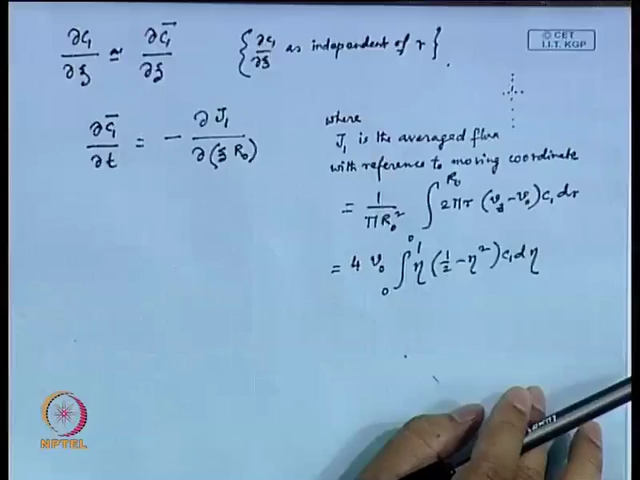 ∂c₁/∂ξ ≃ ∂c̄₁/∂ξ { ∂c₁/∂ξ as independent of r }.
© CET
I.I.T. KGP
∂c̄₁/∂t = − ∂J₁/∂(ξ R₀)
where
J₁ is the averaged flux
with reference to moving coordinate
= 1/πR₀² ∫₀^R₀ 2πr (v_z − v₀) c₁ dr
= 4 v₀ ∫₀¹ η (1/2 − η²) c₁ dη
NPTEL